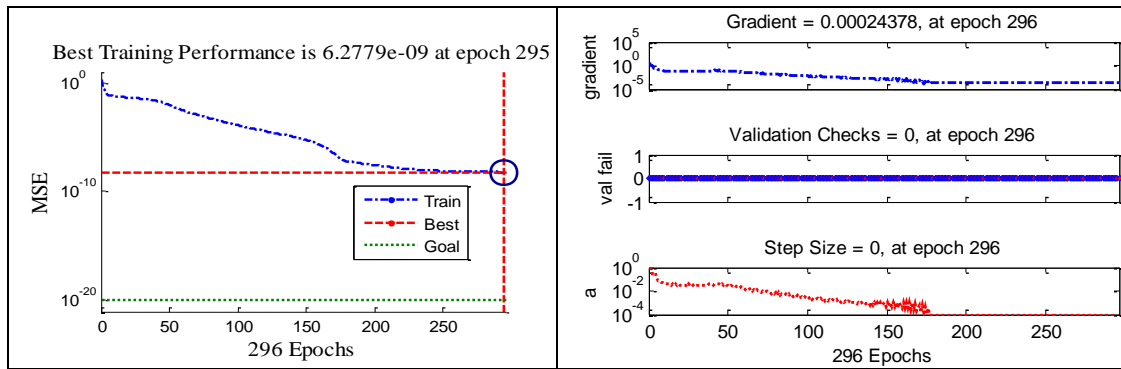 Best Training Performance is 6.2779e-09 at epoch 295
10^0
10^-10
10^-20
MSE
Train
Best
Goal
0 50 100 150 200 250
296 Epochs
Gradient = 0.00024378, at epoch 296
10^5
10^0
10^-5
gradient
Validation Checks = 0, at epoch 296
1
0
-1
val fail
Step Size = 0, at epoch 296
10^0
10^-2
10^-4
a
0 50 100 150 200 250
296 Epochs